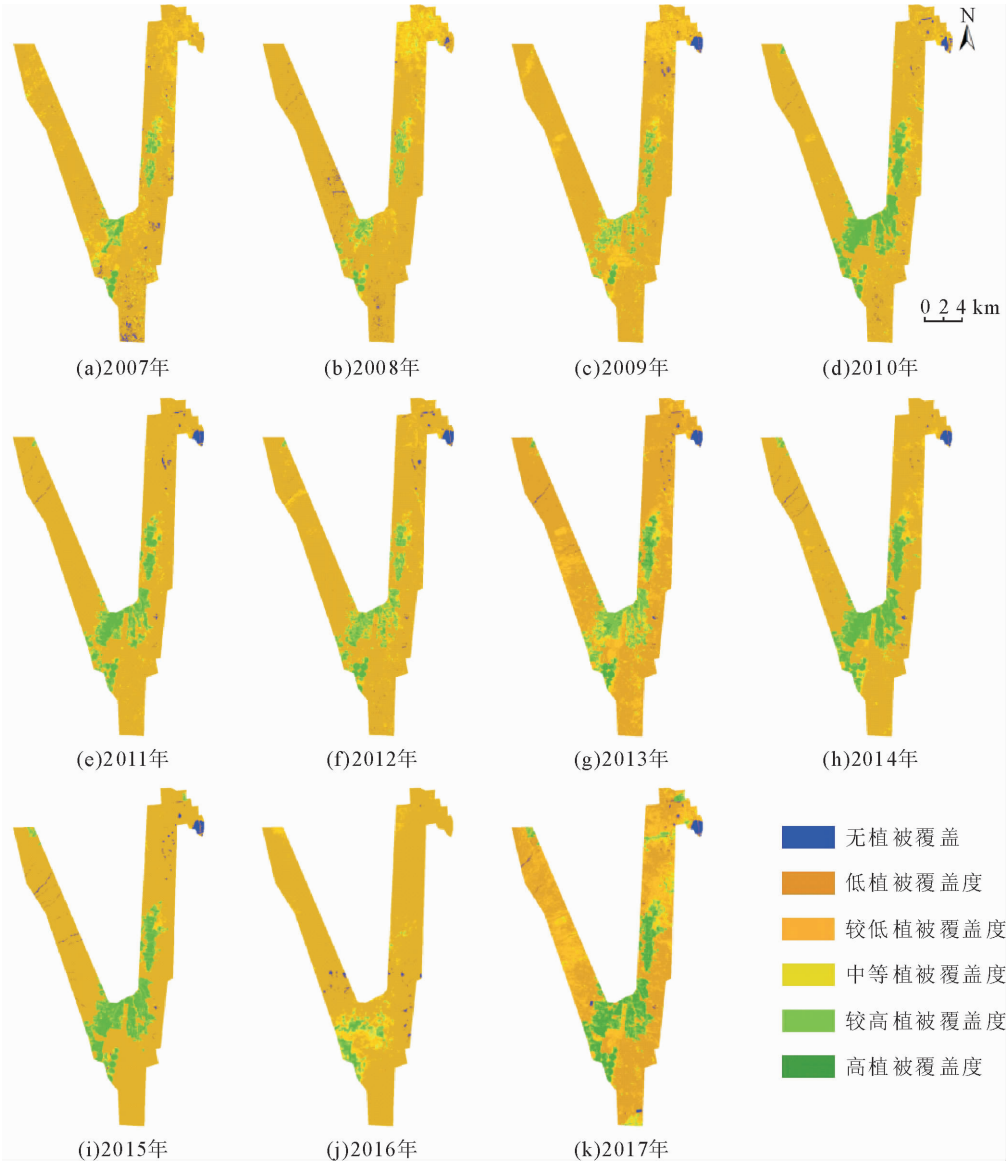 N
0 2 4 km
(a)2007年
(b)2008年
(c)2009年
(d)2010年
(e)2011年
(f)2012年
(g)2013年
(h)2014年
无植被覆盖
低植被覆盖度
较低植被覆盖度
中等植被覆盖度
较高植被覆盖度
高植被覆盖度
(i)2015年
(j)2016年
(k)2017年